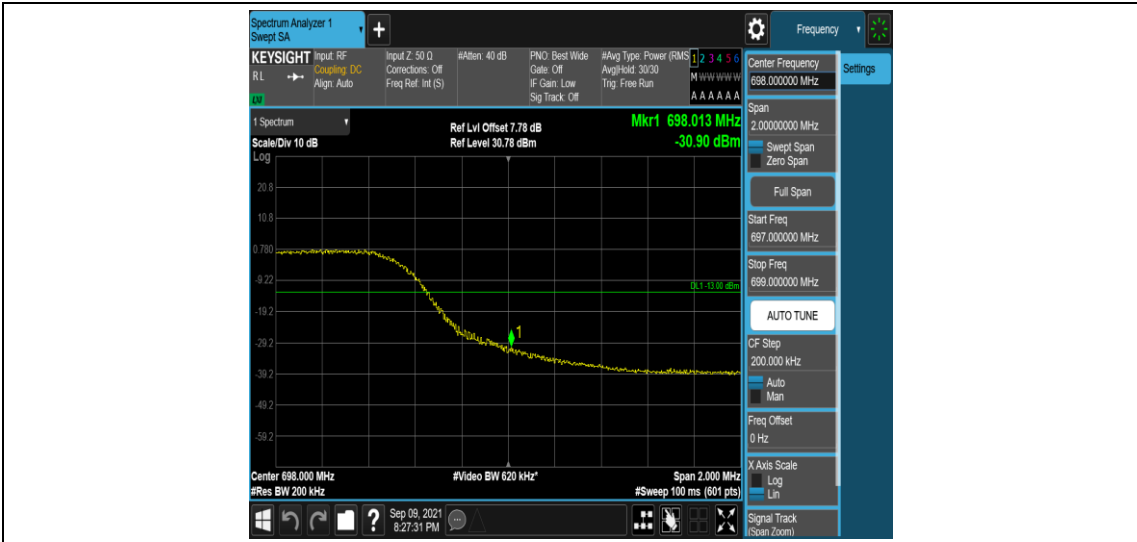 Spectrum Analyzer 1
Swept SA
+
Frequency
KEYSIGHT
RL
LXI
Input: RF
Coupling: DC
Align: Auto
Input Z: 50 Ω
Corrections: Off
Freq Ref: Int (S)
#Atten: 40 dB
PNO: Best Wide
Gate: Off
IF Gain: Low
Sig Track: Off
#Avg Type: Power (RMS
Avg|Hold: 30/30
Trig: Free Run
1 2 3 4 5 6
M W W W W W
A A A A A A
Center Frequency
698.000000 MHz
Settings
1 Spectrum
Ref Lvl Offset 7.78 dB
Mkr1 698.013 MHz
Scale/Div 10 dB
Ref Level 30.78 dBm
-30.90 dBm
Log
20.8
10.8
0.780
-9.22
-19.2
-29.2
-39.2
-49.2
-59.2
DL1 -13.00 dBm
1
Center 698.000 MHz
#Video BW 620 kHz*
Span 2.000 MHz
#Res BW 200 kHz
#Sweep 100 ms (601 pts)
Span
2.00000000 MHz
Swept Span
Zero Span
Full Span
Start Freq
697.000000 MHz
Stop Freq
699.000000 MHz
AUTO TUNE
CF Step
200.000 kHz
Auto
Man
Freq Offset
0 Hz
X Axis Scale
Log
Lin
Signal Track
(Span Zoom)
?
Sep 09, 2021
8:27:31 PM